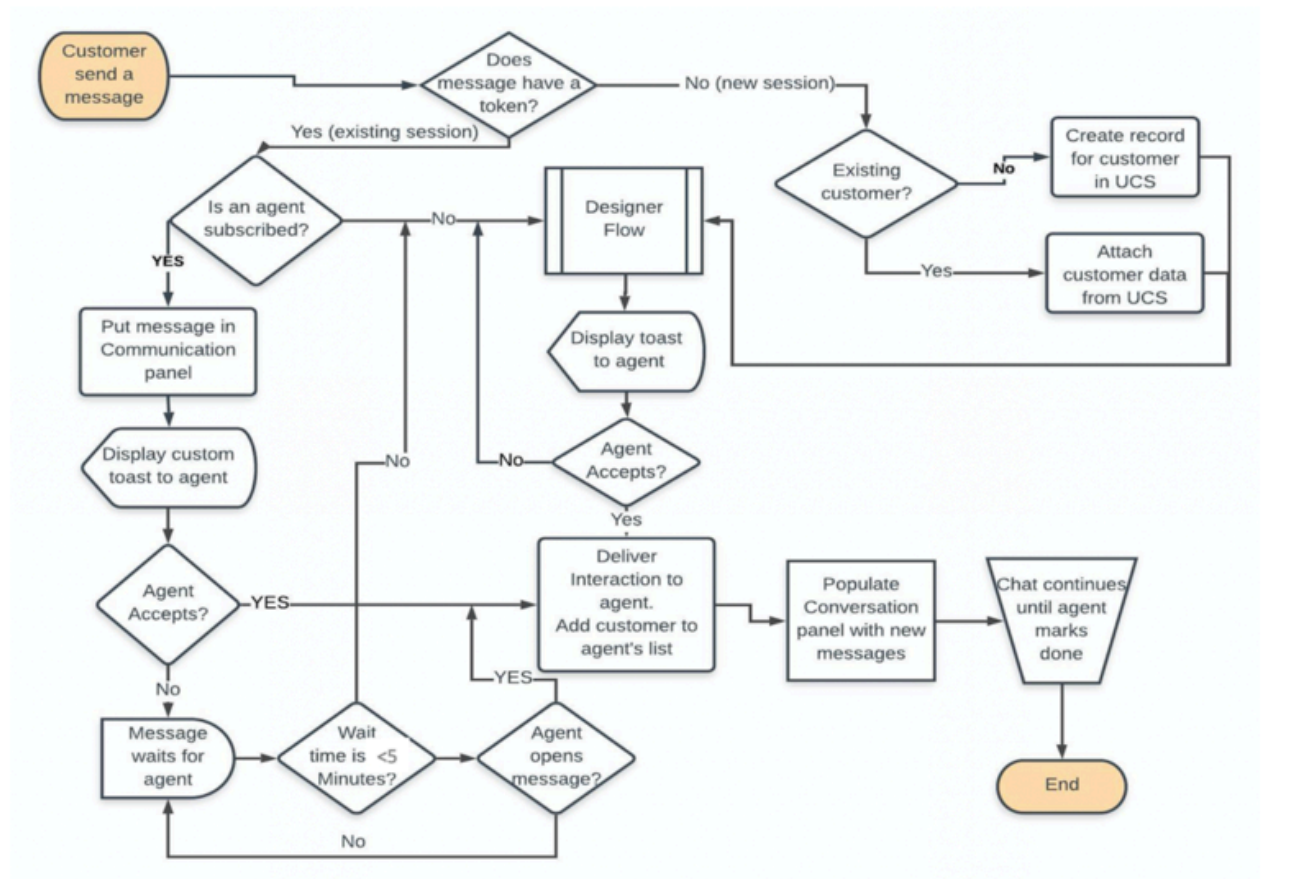 Customer
send a
message
Does
message have a
token?
No (new session)
Yes (existing session)
Existing
customer?
No
Create record
for customer
in UCS
Yes
Attach
customer data
from UCS
Is an agent
subscribed?
No
Designer
Flow
YES
Put message in
Communication
panel
Display toast
to agent
Display custom
toast to agent
No
No
Agent
Accepts?
Yes
Agent
Accepts?
YES
Deliver
Interaction to
agent.
Add customer to
agent's list
Populate
Conversation
panel with new
messages
Chat continues
until agent
marks
done
No
YES
Message
waits for
agent
Wait
time is <5
Minutes?
Agent
opens
message?
No
End